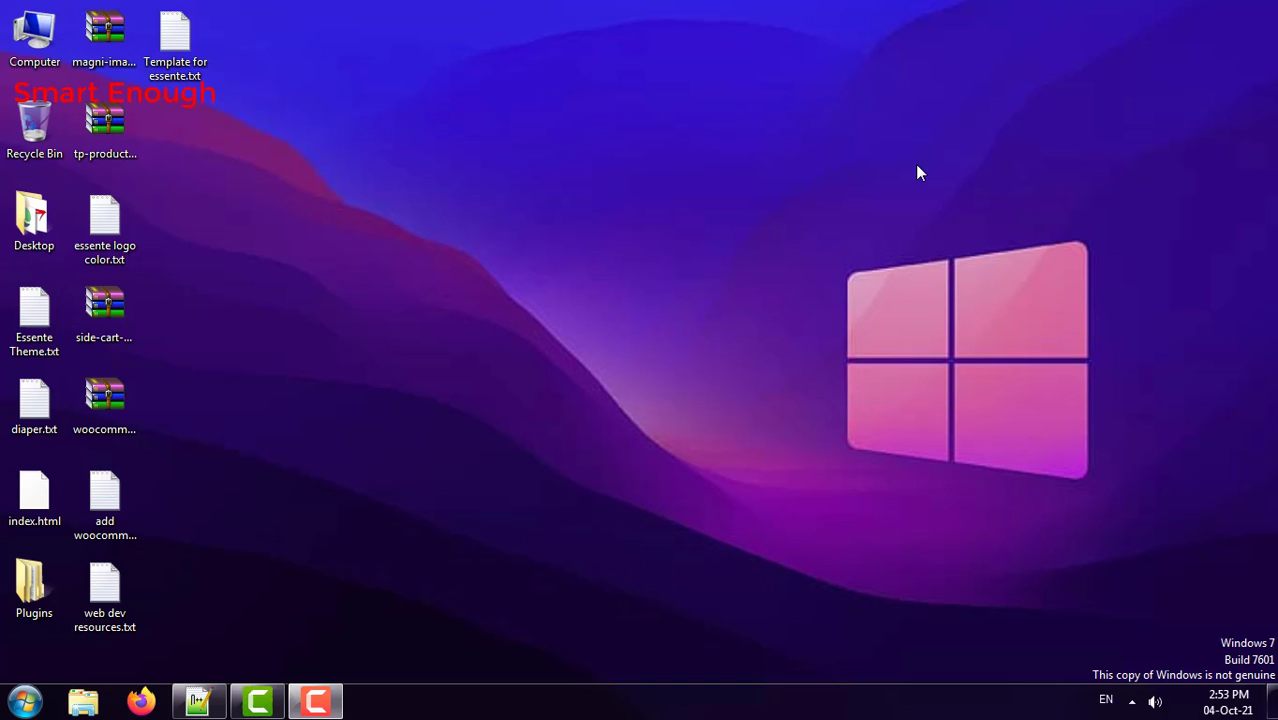 Computer
magni-ima...
Template for
essente.txt
Smart Enough
Recycle Bin
tp-product...
Desktop
essente logo
color.txt
Essente
Theme.txt
side-cart-...
diaper.txt
woocomm...
index.html
add
woocomm...
Plugins
web dev
resources.txt
Windows 7
Build 7601
This copy of Windows is not genuine
EN
2:53 PM
04-Oct-21